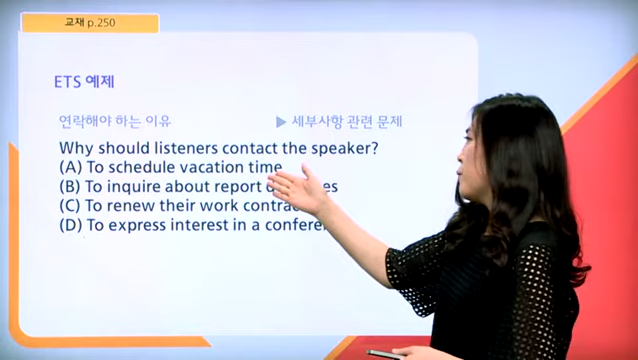 교재 p.250
ETS 예제
연락해야 하는 이유 ▶ 세부사항 관련 문제
Why should listeners contact the speaker?
(A) To schedule vacation time
(B) To inquire about report
(C) To renew their work
(D) To express interest in a